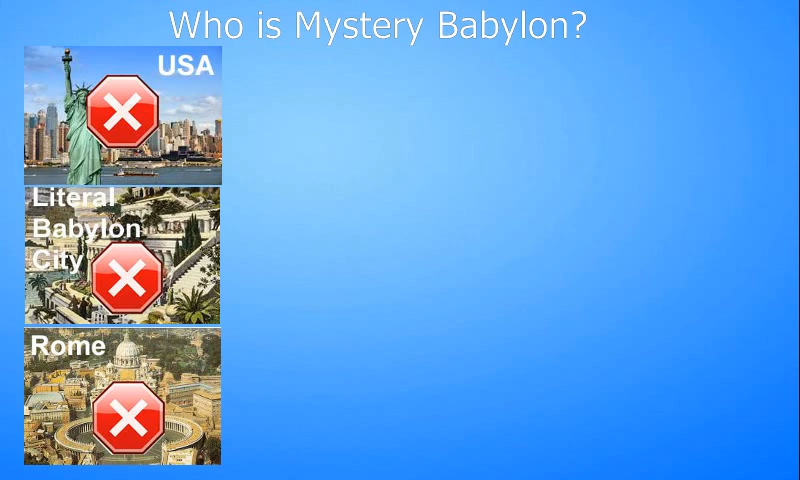 Who is Mystery Babylon?
USA
Literal
Babylon
City
Rome